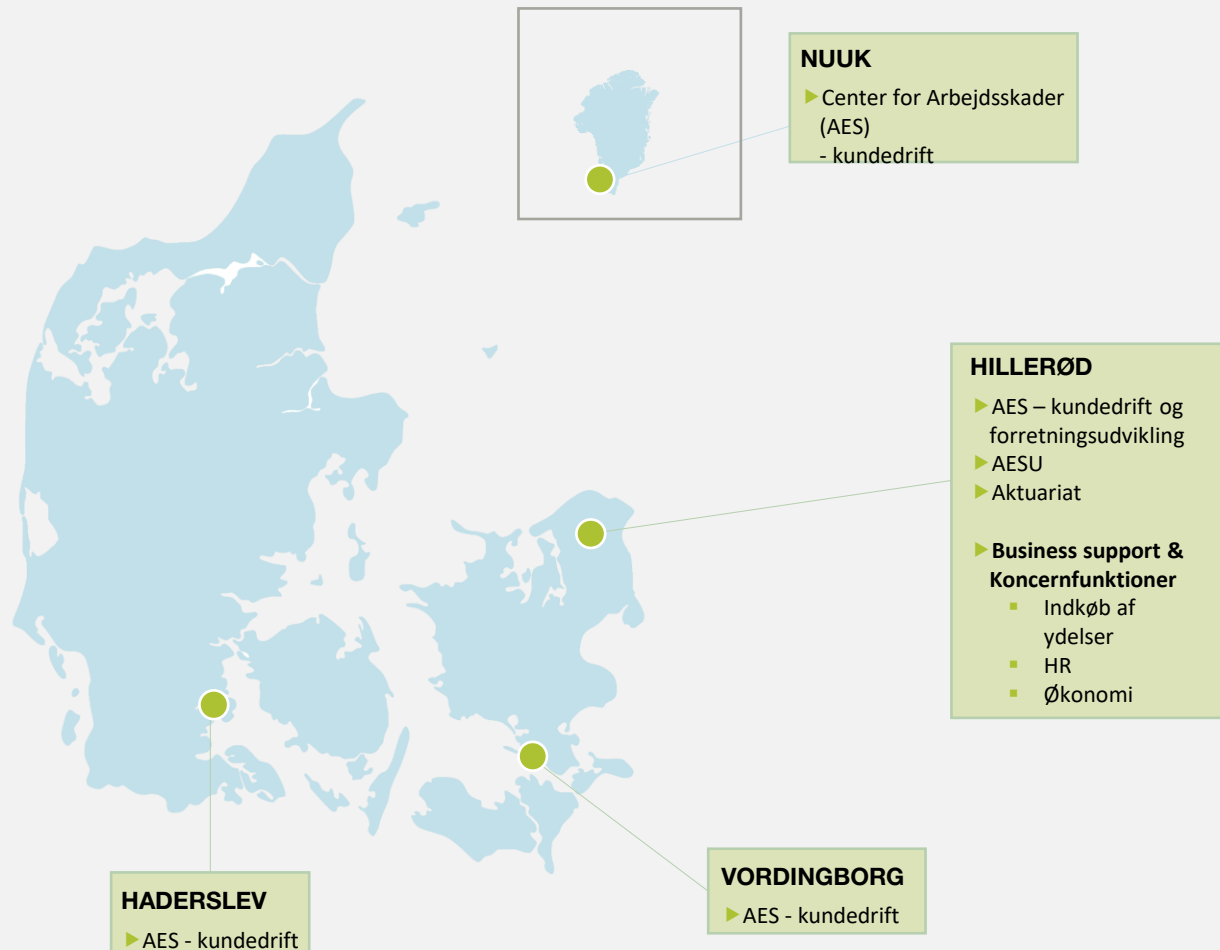 NUUK
▶ Center for Arbejdsskader
(AES)
- kundedrift
HILLERØD
▶ AES – kundedrift og
forretningsudvikling
▶ AESU
▶ Aktuariat
▶ Business support &
Koncernfunktioner
▪ Indkøb af
ydelser
▪ HR
▪ Økonomi
VORDINGBORG
▶ AES - kundedrift
HADERSLEV
▶ AES - kundedrift